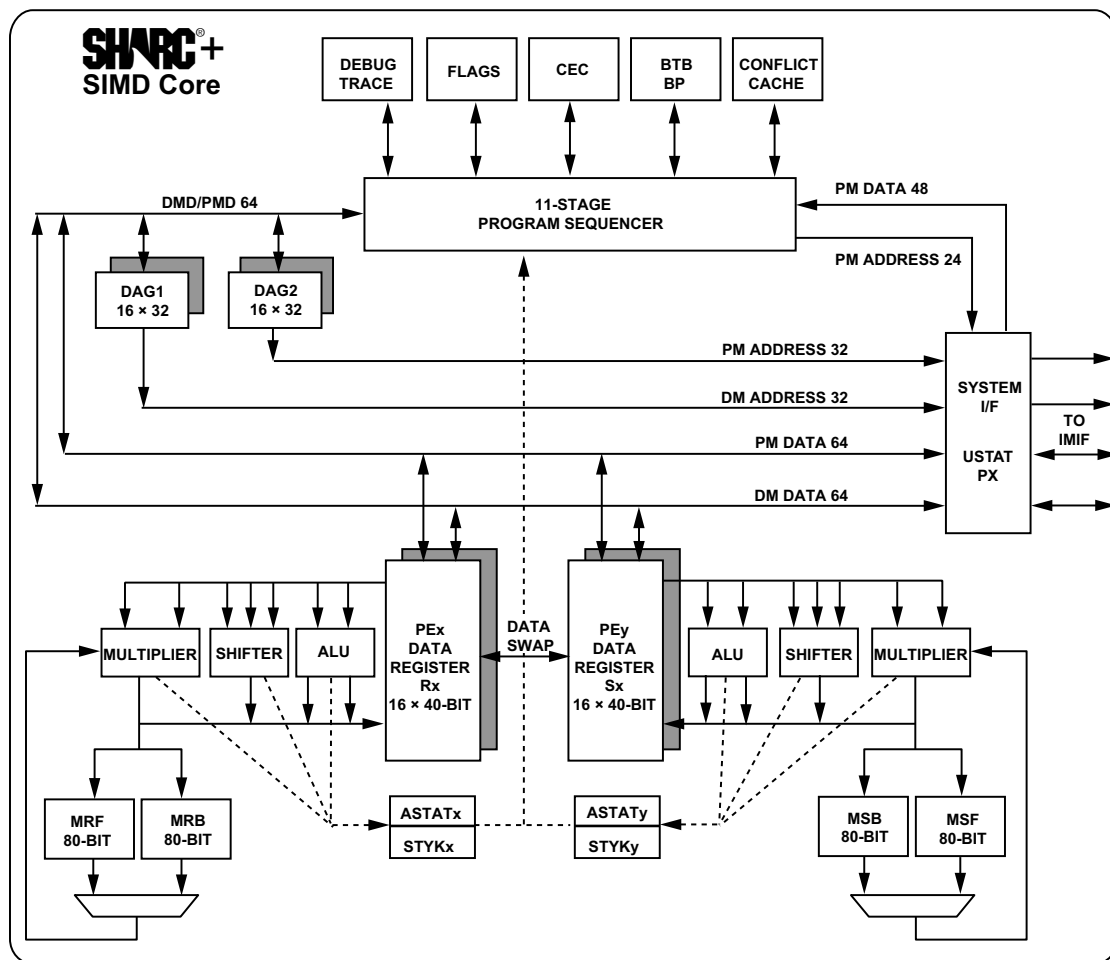 SHARC®+
SIMD Core
DEBUG
TRACE
FLAGS
CEC
BTB
BP
CONFLICT
CACHE
DMD/PMD 64
11-STAGE
PROGRAM SEQUENCER
PM DATA 48
PM ADDRESS 24
DAG1
16 × 32
DAG2
16 × 32
PM ADDRESS 32
DM ADDRESS 32
PM DATA 64
DM DATA 64
SYSTEM
I/F
USTAT
PX
TO
IMIF
MULTIPLIER
SHIFTER
ALU
PEx
DATA
REGISTER
Rx
16 × 40-BIT
DATA
SWAP
PEy
DATA
REGISTER
Sx
16 × 40-BIT
ALU
SHIFTER
MULTIPLIER
MRF
80-BIT
MRB
80-BIT
ASTATx
STYKx
ASTATy
STYKy
MSB
80-BIT
MSF
80-BIT